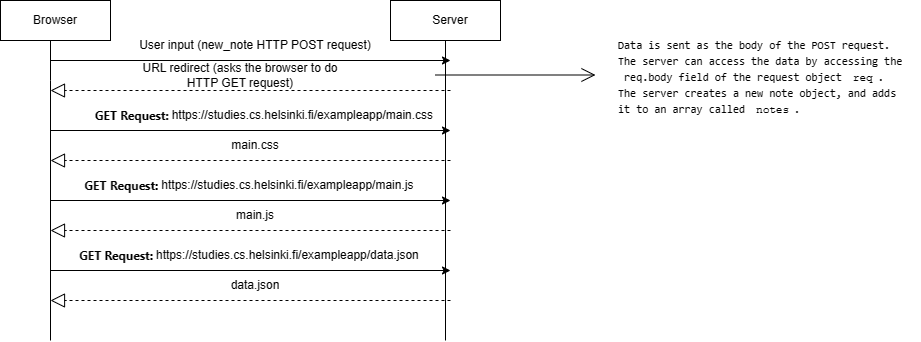 Browser
Server
User input (new_note HTTP POST request)
URL redirect (asks the browser to do
HTTP GET request)
Data is sent as the body of the POST request.
The server can access the data by accessing the
req.body field of the request object req .
The server creates a new note object, and adds
it to an array called notes .
GET Request: https://studies.cs.helsinki.fi/exampleapp/main.css
main.css
GET Request: https://studies.cs.helsinki.fi/exampleapp/main.js
main.js
GET Request: https://studies.cs.helsinki.fi/exampleapp/data.json
data.json